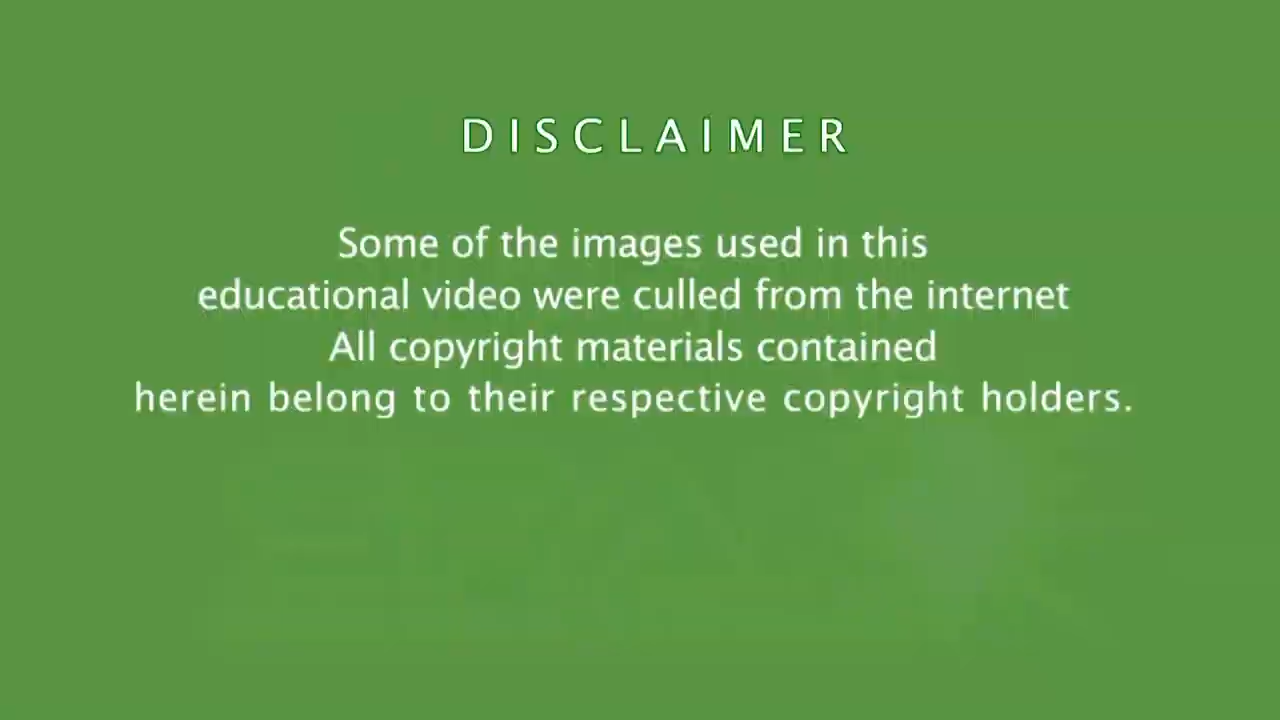 DISCLAIMER
Some of the images used in this
educational video were culled from the internet
All copyright materials contained
herein belong to their respective copyright holders.